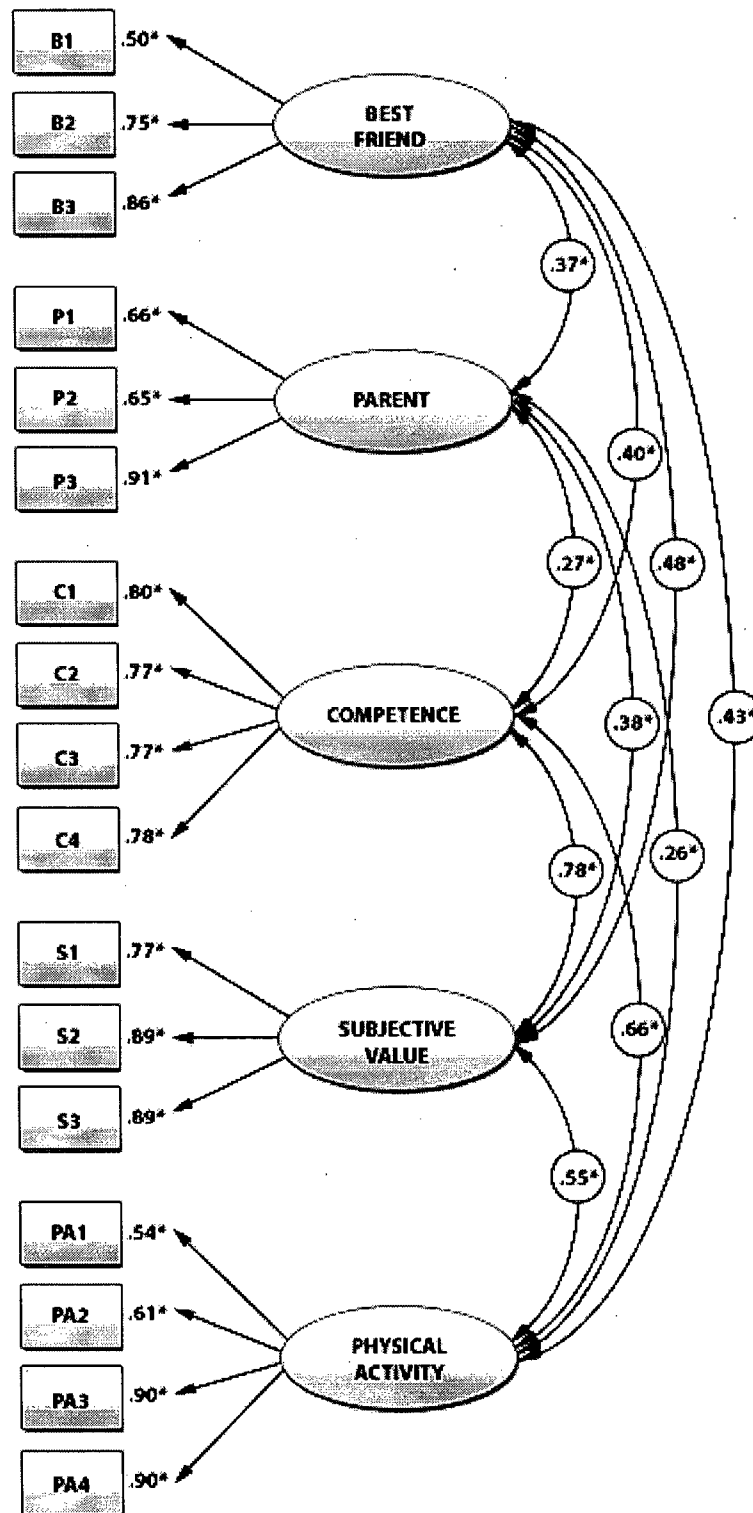 B1 .50*
BEST
FRIEND
B2 .75*
B3 .86*
.37*
P1 .66*
P2 .65*
PARENT
P3 .91*
.40*
.27*
.48*
C1 .80*
C2 .77*
COMPETENCE
.38*
.43*
C3 .77*
C4 .78*
.78*
.26*
S1 .77*
S2 .89*
SUBJECTIVE
VALUE
.66*
S3 .89*
.55*
PA1 .54*
PA2 .61*
PHYSICAL
ACTIVITY
PA3 .90*
PA4 .90*